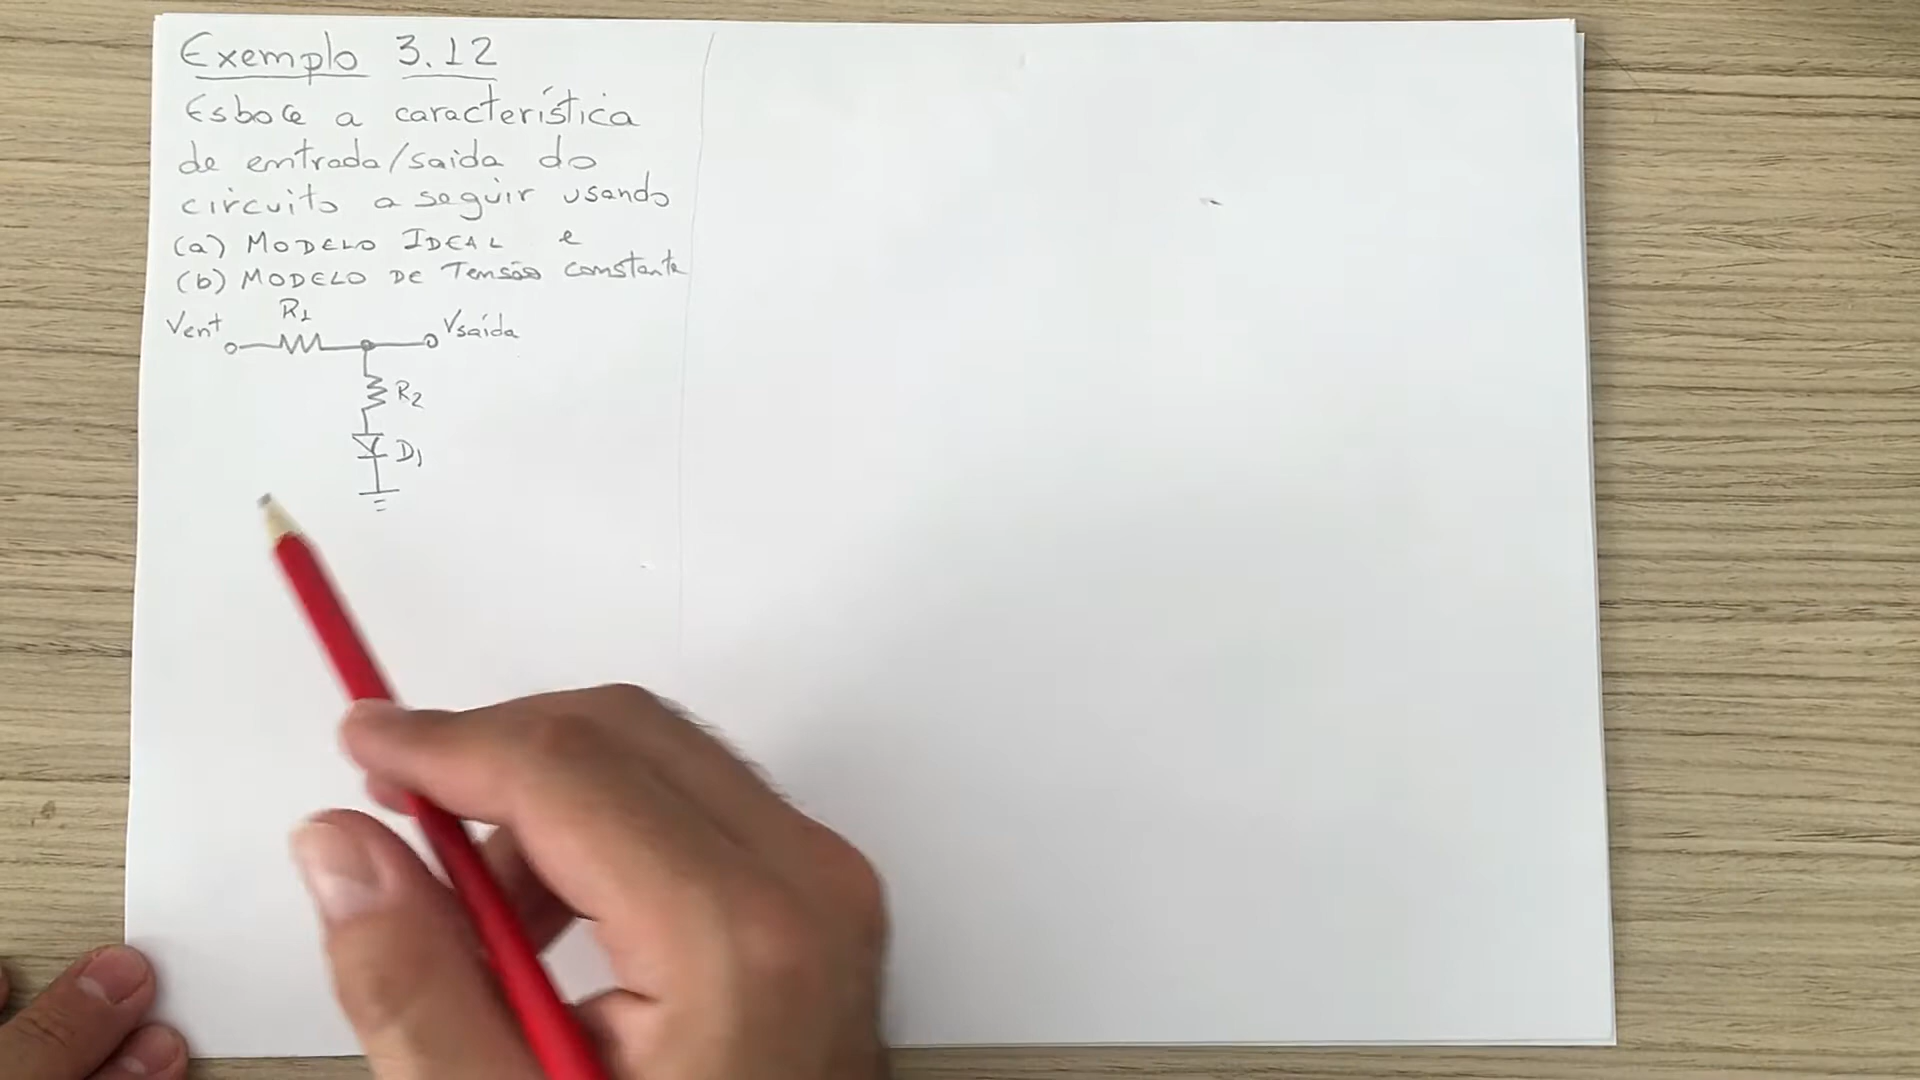 Exemplo 3.12
Esboce a característica
de entrada/saida do
circuito a seguir usando
(a) MODELO IDEAL e
(b) MODELO DE Tensão constante
R1
Vent
Vsaída
R2
D1